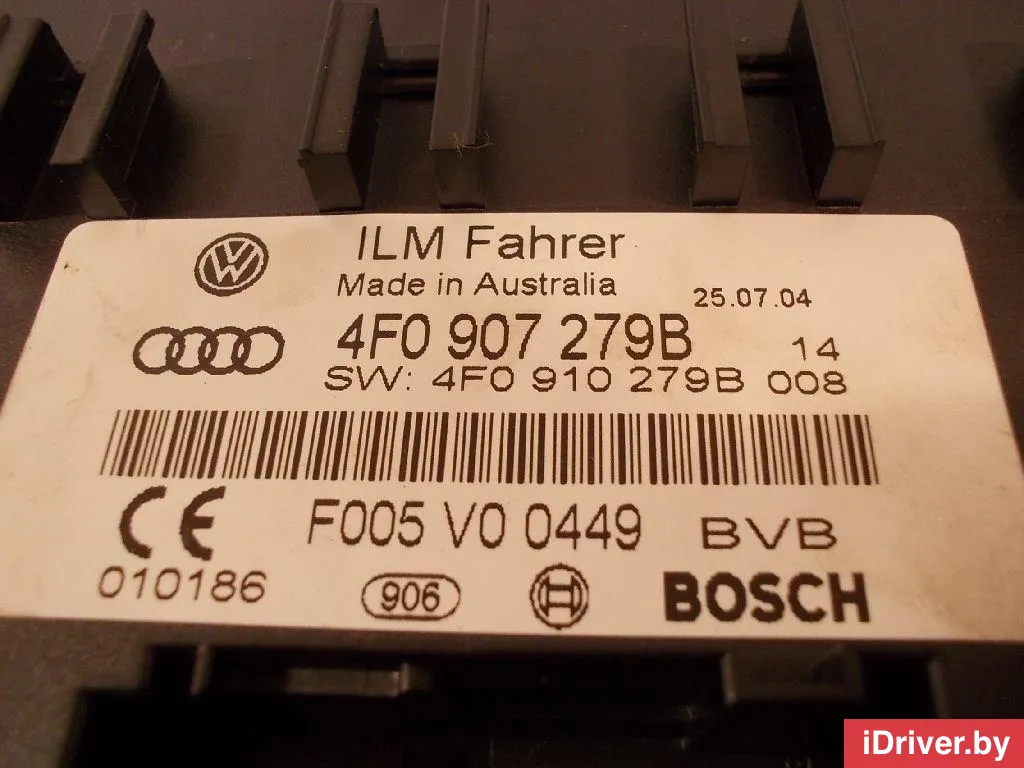 ILM Fahrer
Made in Australia 25.07.04
4F0 907 279B 14
SW: 4F0 910 279B 008
CE F005 V0 0449 BVB
010186 906 BOSCH
iDriver.by